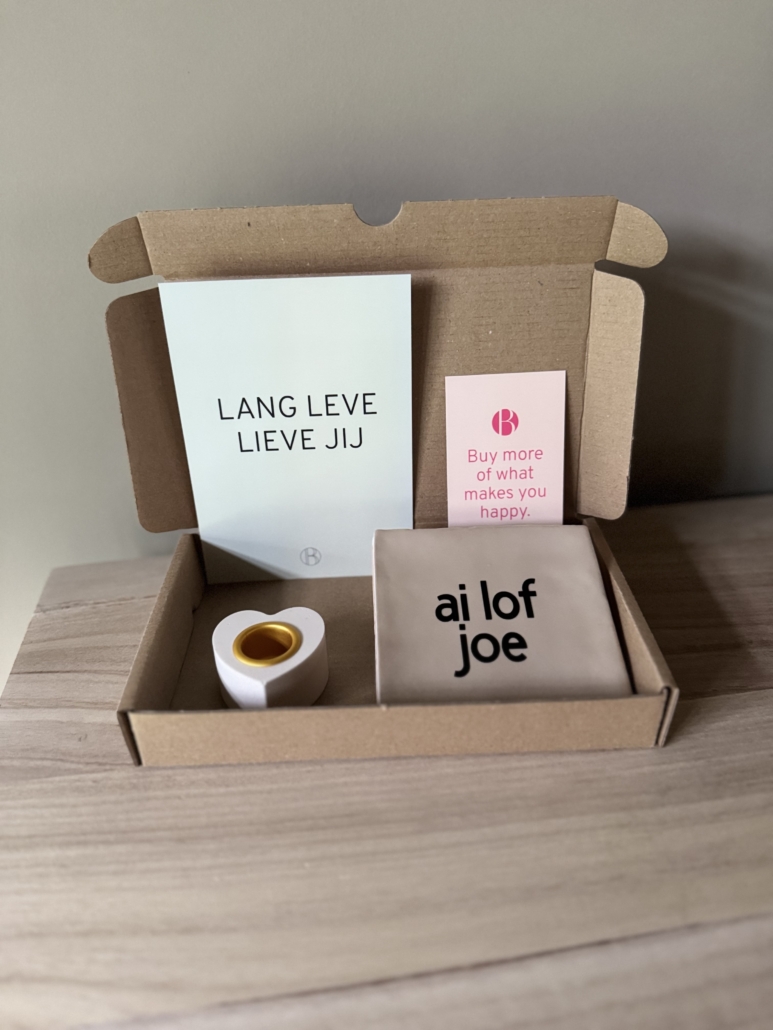 LANG LEVE
LIEVE JIJ
B
Buy more
of what
makes you
happy.
ai lof
joe